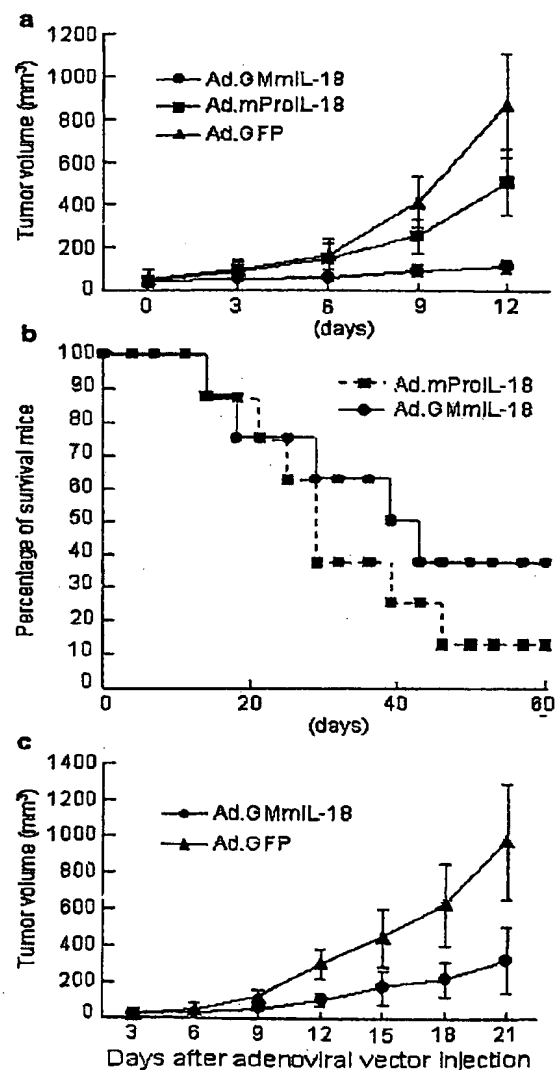 a
1200
1000
800
600
400
200
0
Tumor volume (mm³)
Ad.GMmIL-18
Ad.mProIL-18
Ad.GFP
0 3 6 9 12
(days)
b
100
90
80
70
60
50
40
30
20
10
0
Percentage of survival mice
Ad.mProIL-18
Ad.GMmIL-18
0 20 40 60
(days)
c
1400
1200
1000
800
600
400
200
0
Tumor volume (mm³)
Ad.GMmIL-18
Ad.GFP
3 6 9 12 15 18 21
Days after adenoviral vector injection